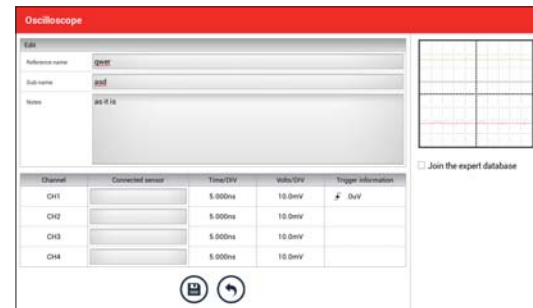 Oscilloscope
Edit
Reference name qwer
Sub name asd
Notes as it is
Join the expert database
Channel Connected sensor Time/DIV Volts/DIV Trigger information
CH1 5.000ns 10.0mV .0uV
CH2 5.000ns 10.0mV
CH3 5.000ns 10.0mV
CH4 5.000ns 10.0mV